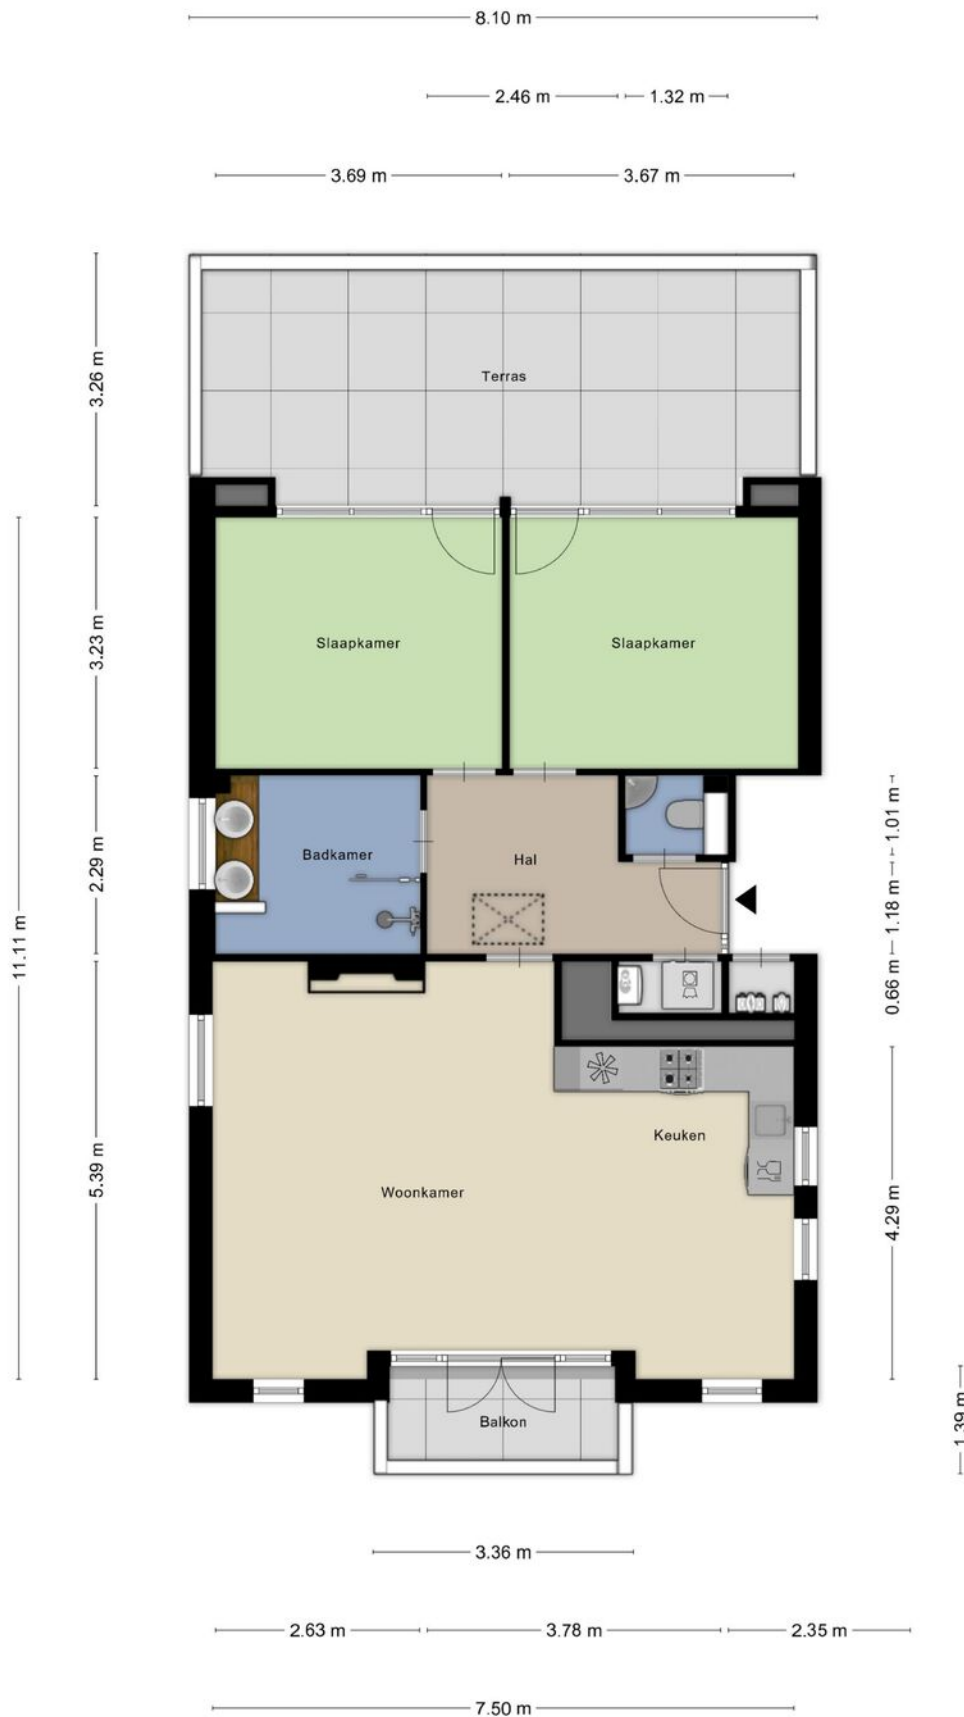 8.10 m
2.46 m
1.32 m
3.69 m
3.67 m
3.26 m
Terras
3.23 m
Slaapkamer
Slaapkamer
11.11 m
2.29 m
Badkamer
Hal
1.01 m
1.18 m
0.66 m
5.39 m
Keuken
Woonkamer
4.29 m
Balkon
1.39 m
3.36 m
2.63 m
3.78 m
2.35 m
7.50 m